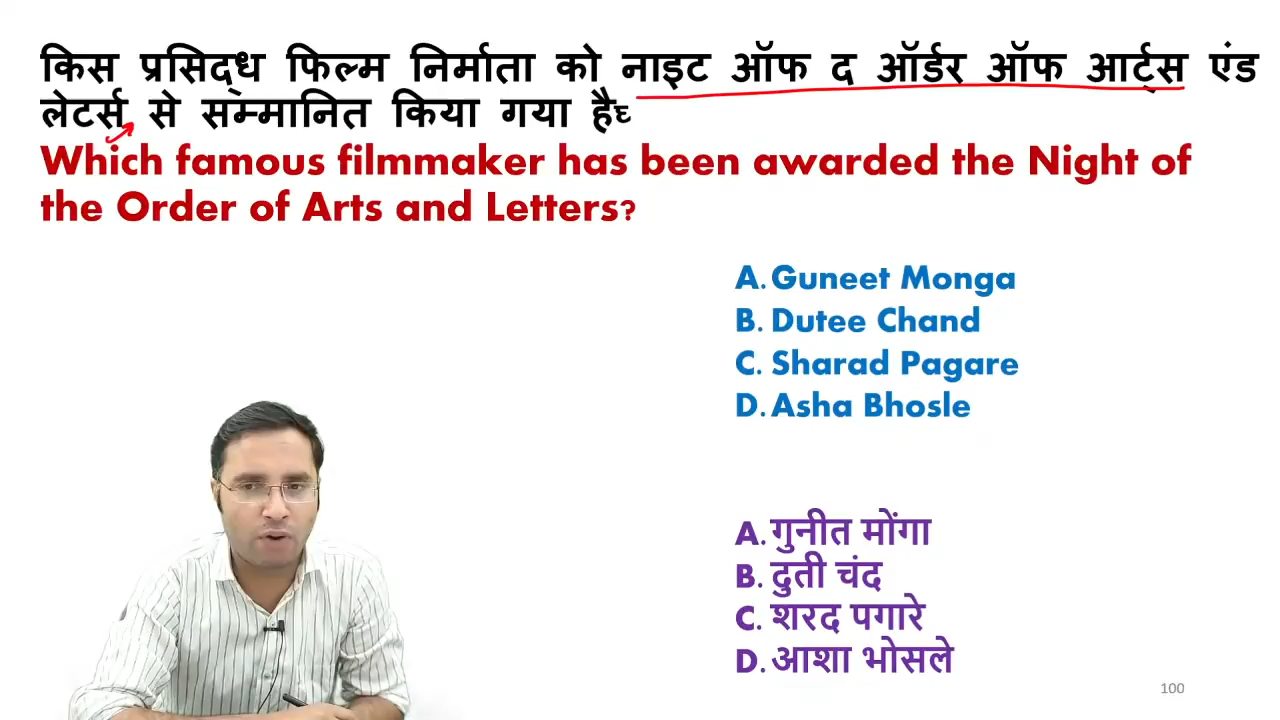 किस प्रसिद्ध फिल्म निर्माता को नाइट ऑफ द ऑर्डर ऑफ आर्ट्स एंड
लेटर्स से सम्मानित किया गया हैघ्
Which famous filmmaker has been awarded the Night of
the Order of Arts and Letters?
A. Guneet Monga
B. Dutee Chand
C. Sharad Pagare
D. Asha Bhosle
A. गुनीत मोंगा
B. दुती चंद
C. शरद पगारे
D. आशा भोसले
100